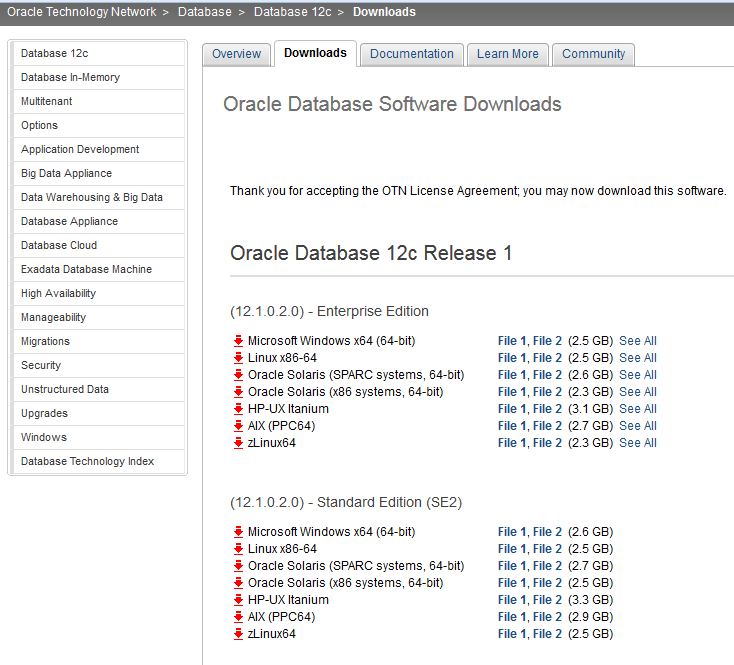 Oracle Technology Network > Database > Database 12c > Downloads
Database 12c
Database In-Memory
Multitenant
Options
Application Development
Big Data Appliance
Data Warehousing & Big Data
Database Appliance
Database Cloud
Exadata Database Machine
High Availability
Manageability
Migrations
Security
Unstructured Data
Upgrades
Windows
Database Technology Index
Overview Downloads Documentation Learn More Community
Oracle Database Software Downloads
Thank you for accepting the OTN License Agreement; you may now download this software.
Oracle Database 12c Release 1
(12.1.0.2.0) - Enterprise Edition
Microsoft Windows x64 (64-bit) File 1, File 2 (2.5 GB) See All
Linux x86-64 File 1, File 2 (2.5 GB) See All
Oracle Solaris (SPARC systems, 64-bit) File 1, File 2 (2.6 GB) See All
Oracle Solaris (x86 systems, 64-bit) File 1, File 2 (2.3 GB) See All
HP-UX Itanium File 1, File 2 (3.1 GB) See All
AIX (PPC64) File 1, File 2 (2.7 GB) See All
zLinux64 File 1, File 2 (2.3 GB) See All
(12.1.0.2.0) - Standard Edition (SE2)
Microsoft Windows x64 (64-bit) File 1, File 2 (2.6 GB)
Linux x86-64 File 1, File 2 (2.5 GB)
Oracle Solaris (SPARC systems, 64-bit) File 1, File 2 (2.7 GB)
Oracle Solaris (x86 systems, 64-bit) File 1, File 2 (2.5 GB)
HP-UX Itanium File 1, File 2 (3.3 GB)
AIX (PPC64) File 1, File 2 (2.9 GB)
zLinux64 File 1, File 2 (2.5 GB)